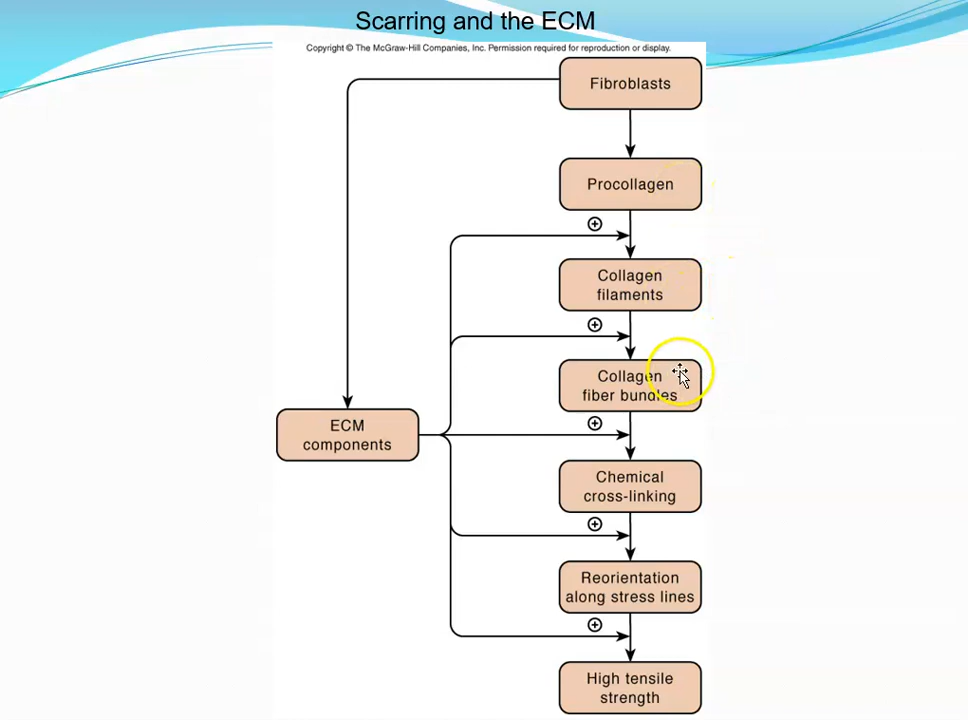 Scarring and the ECM
Copyright © The McGraw-Hill Companies, Inc. Permission required for reproduction or display.
Fibroblasts
Procollagen
+
Collagen
filaments
+
Collagen
fiber bundles
+
ECM
components
Chemical
cross-linking
+
Reorientation
along stress lines
+
High tensile
strength